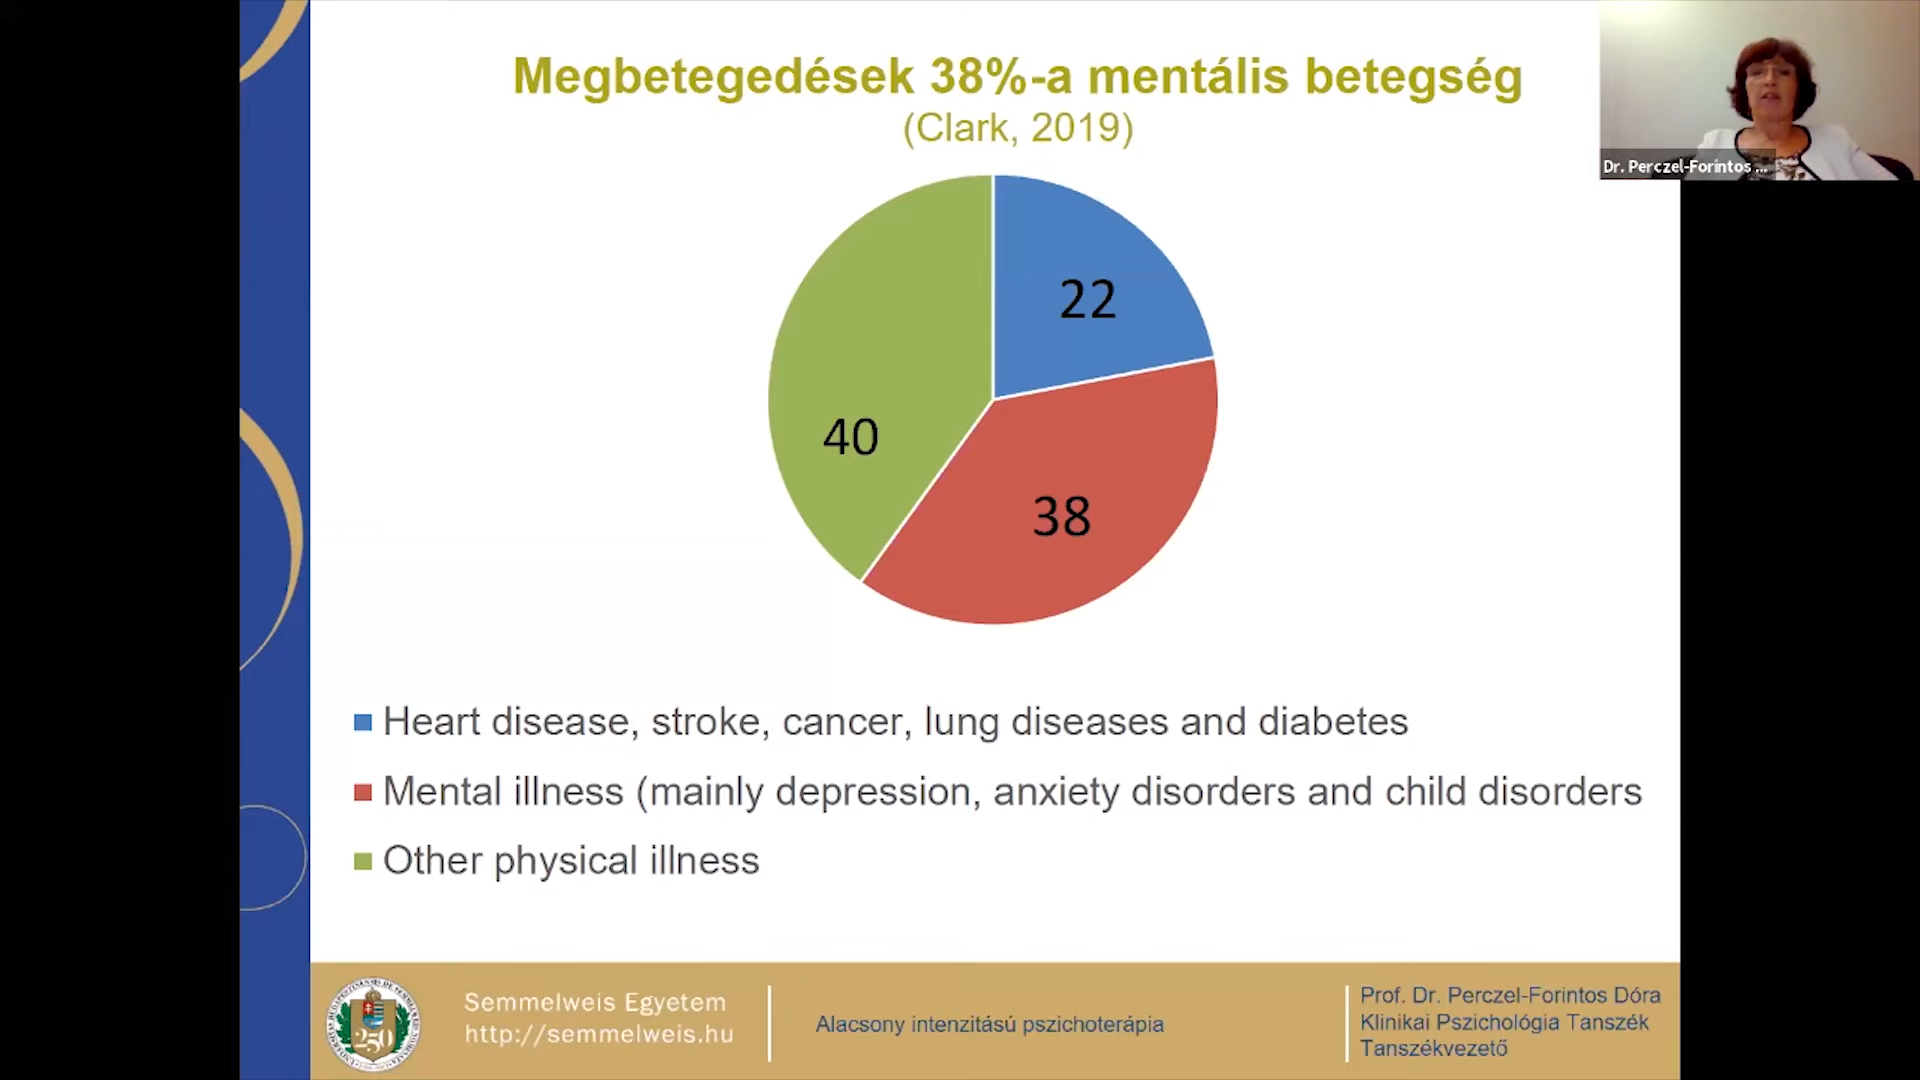 Megbetegedések 38%-a mentális betegség
(Clark, 2019)
Dr. Perczel-Forintos ...
22
40
38
Heart disease, stroke, cancer, lung diseases and diabetes
Mental illness (mainly depression, anxiety disorders and child disorders
Other physical illness
250
Semmelweis Egyetem
http://semmelweis.hu
Alacsony intenzitású pszichoterápia
Prof. Dr. Perczel-Forintos Dóra
Klinikai Pszichológia Tanszék
Tanszékvezető